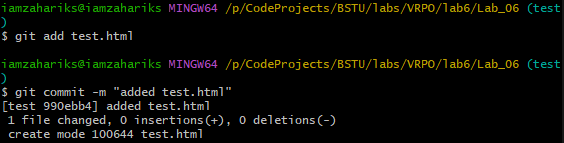 iamzahariks@iamzahariks MINGW64 /p/CodeProjects/BSTU/labs/VRPO/lab6/Lab_06 (test
)
$ git add test.html
iamzahariks@iamzahariks MINGW64 /p/CodeProjects/BSTU/labs/VRPO/lab6/Lab_06 (test
)
$ git commit -m "added test.html"
[test 990ebb4] added test.html
 1 file changed, 0 insertions(+), 0 deletions(-)
 create mode 100644 test.html